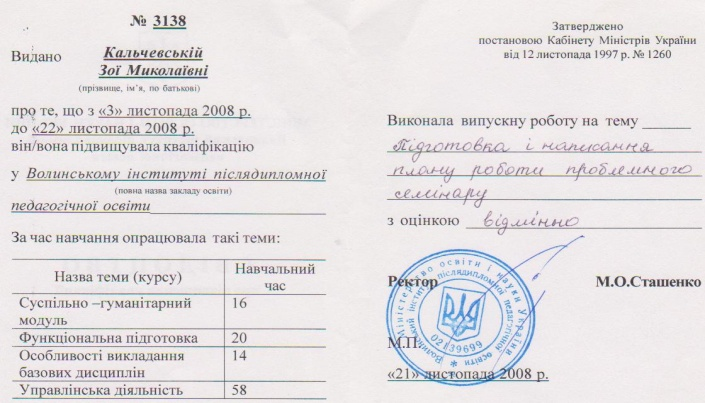 № 3138
Видано Кальчевській
Зої Миколаївні
(прізвище, ім’я, по батькові)
про те, що з «3» листопада 2008 р.
до «22» листопада 2008 р.
він/вона підвищувала кваліфікацію
у Волинському інституті післядипломної
(повна назва закладу освіти)
педагогічної освіти
За час навчання опрацювала такі теми:
Назва теми (курсу) Навчальний час
Суспільно –гуманітарний модуль 16
Функціональна підготовка 20
Особливості викладання базових дисциплін 14
Управлінська діяльність 58
Затверджено
постановою Кабінету Міністрів України
від 12 листопада 1997 р. № 1260
Виконала випускну роботу на тему
Підготовка і написання
плану роботи проблемного
семінару
з оцінкою відмінно
Ректор М.О.Сташенко
Міністерство освіти і науки України
Волинський інститут післядипломної педагогічної освіти
02139699
М.П.
«21» листопада 2008 р.